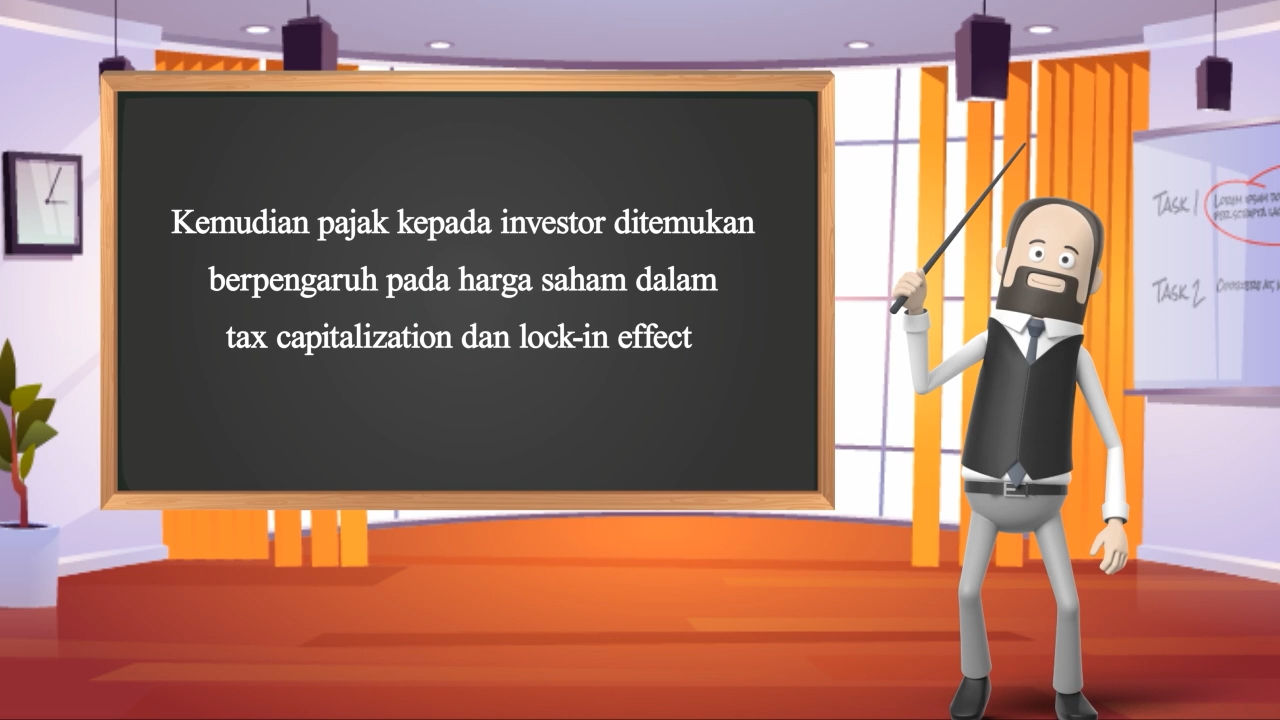 Kemudian pajak kepada investor ditemukan
berpengaruh pada harga saham dalam
tax capitalization dan lock-in effect
TASK 1
TASK 2